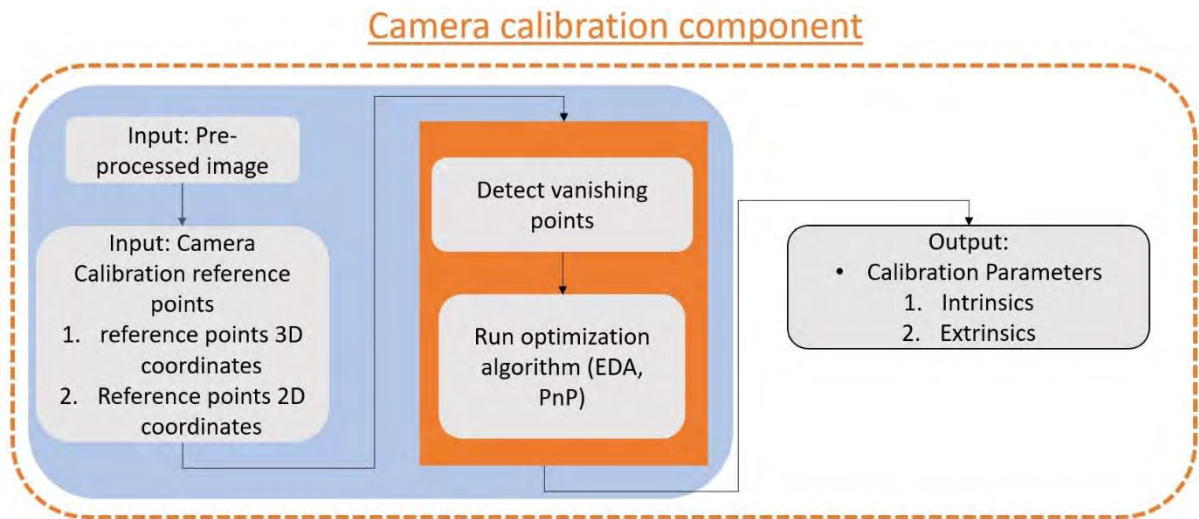 Camera calibration component
Input: Pre-
processed image
Input: Camera
Calibration reference
points
1. reference points 3D
coordinates
2. Reference points 2D
coordinates
Detect vanishing
points
Run optimization
algorithm (EDA,
PnP)
Output:
• Calibration Parameters
1. Intrinsics
2. Extrinsics